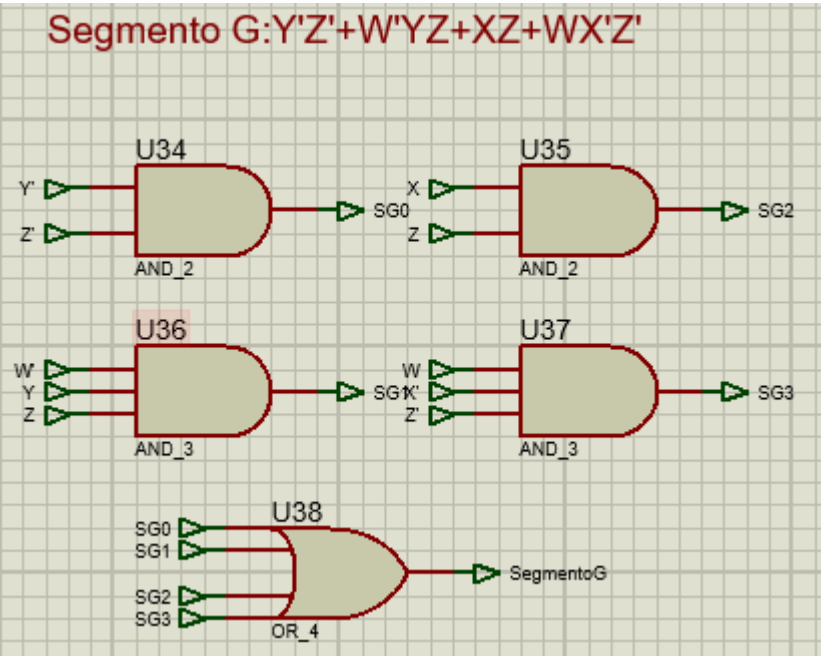 Segmento G:Y'Z'+W'YZ+XZ+WX'Z'
U34
Y'
Z'
SG0
AND_2
U35
X
Z
SG2
AND_2
U36
W'
Y
Z
SG1
AND_3
U37
W
X'
Z'
SG3
AND_3
U38
SG0
SG1
SG2
SG3
SegmentoG
OR_4